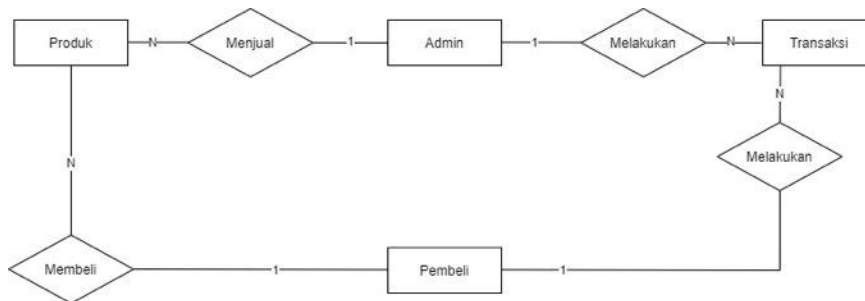 Produk
N
Menjual
1
Admin
1
Melakukan
N
Transaksi
N
N
Melakukan
Membeli
1
Pembeli
1